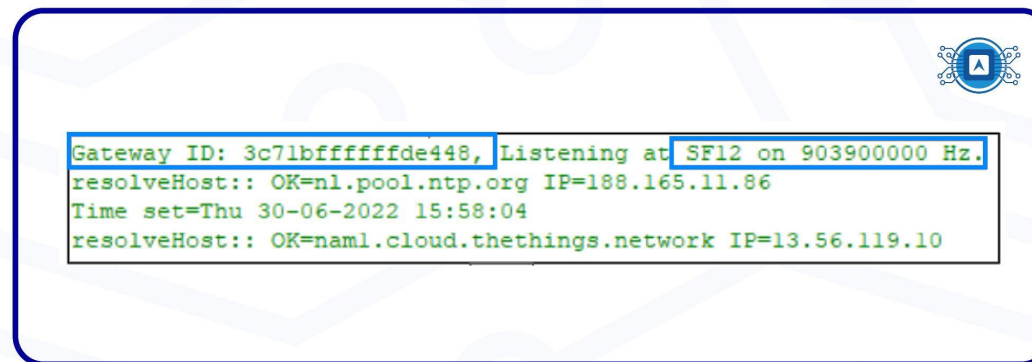 Gateway ID: 3c71bffffffde448, Listening at SF12 on 903900000 Hz.
resolveHost:: OK=nl.pool.ntp.org IP=188.165.11.86
Time set=Thu 30-06-2022 15:58:04
resolveHost:: OK=nam1.cloud.thethings.network IP=13.56.119.10